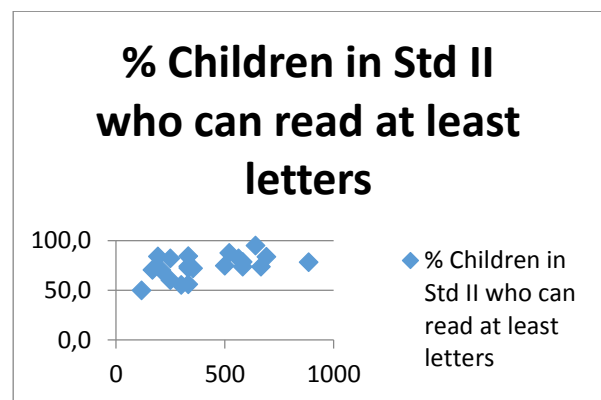 % Children in Std II
who can read at least
letters
100,0
50,0
0,0
0 500 1000
% Children in
Std II who can
read at least
letters